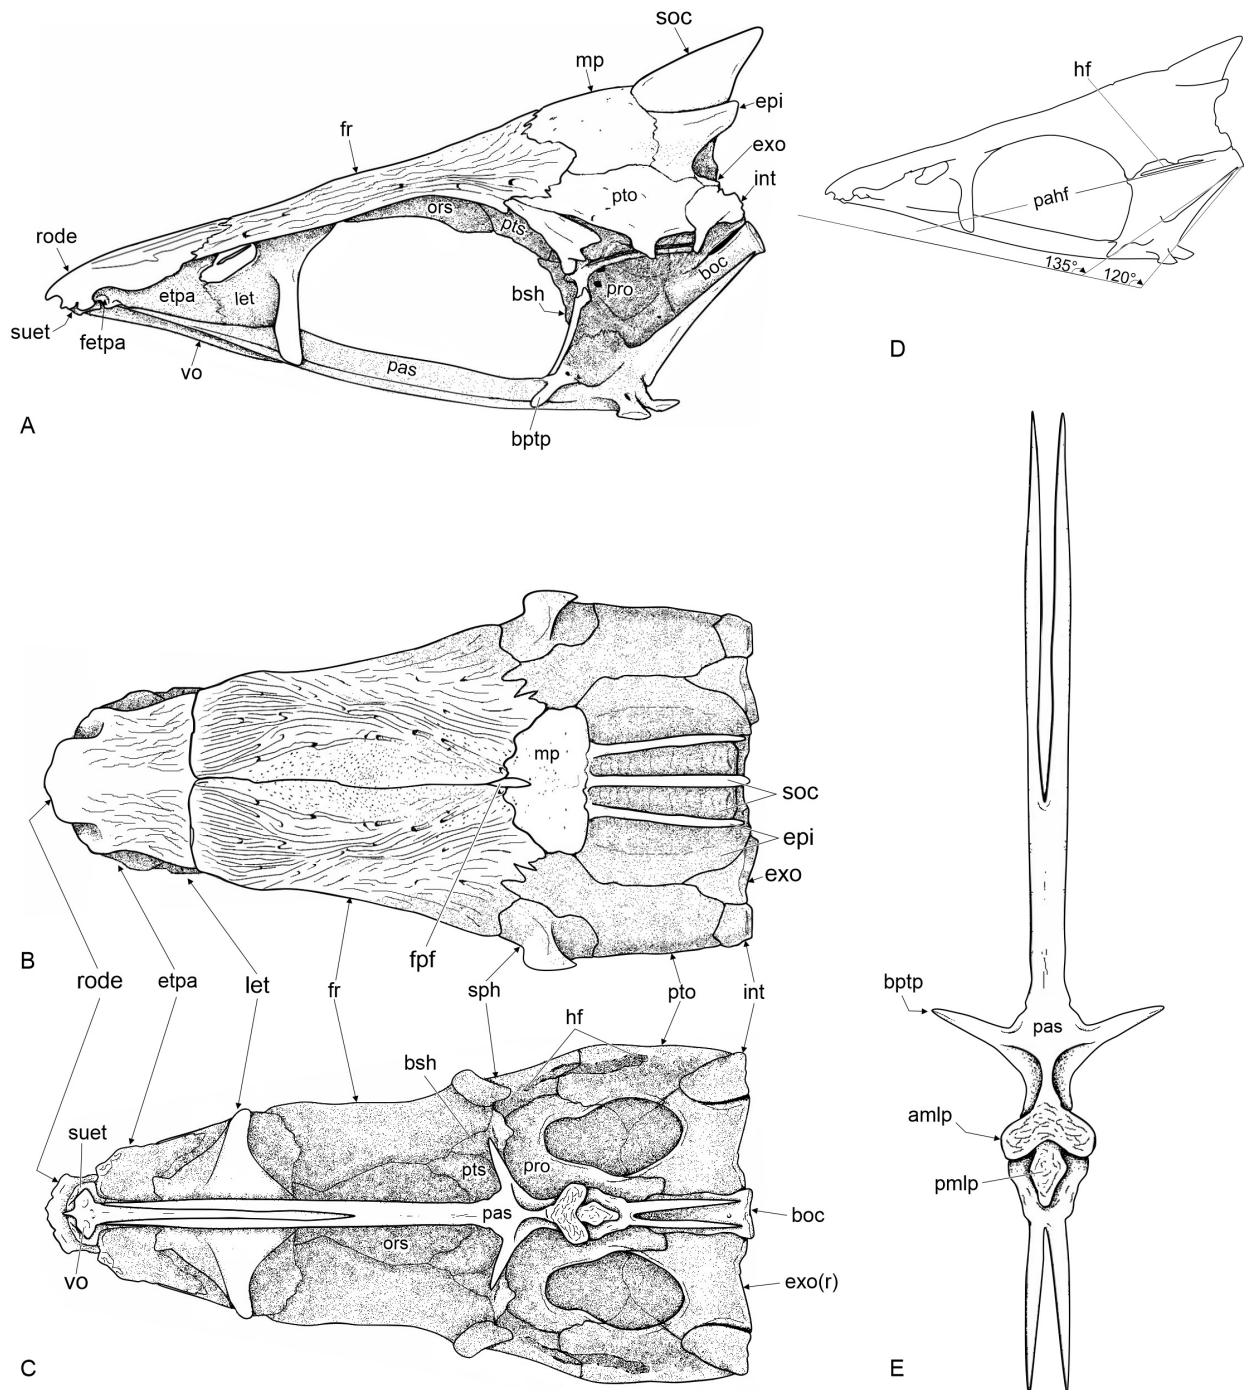 soc
mp
epi
fr
exo
int
pto
ors
pts
rode
etpa
let
bsh
pro
boc
suet
fetpa
vo
pas
bptp
A
hf
pahf
135°
120°
D
mp
soc
epi
exo
fpf
B
rode
etpa
let
fr
sph
pto
int
hf
bsh
suet
pts
pro
pas
boc
ors
vo
exo(r)
C
bptp
pas
amlp
pmlp
E